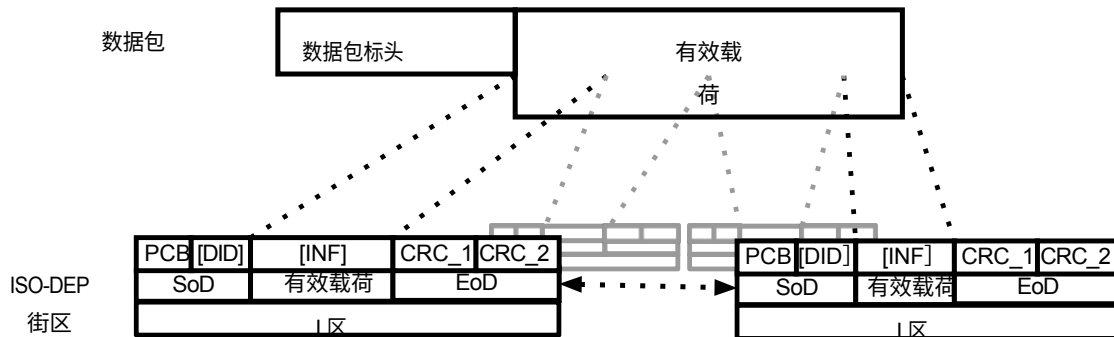 数据包
数据包标头
有效载
荷
PCB [DID] [INF] CRC_1 CRC_2
PCB [DID] [INF] CRC_1 CRC_2
SoD 有效载荷 EoD
SoD 有效载荷 EoD
ISO-DEP
街区
I区
I区